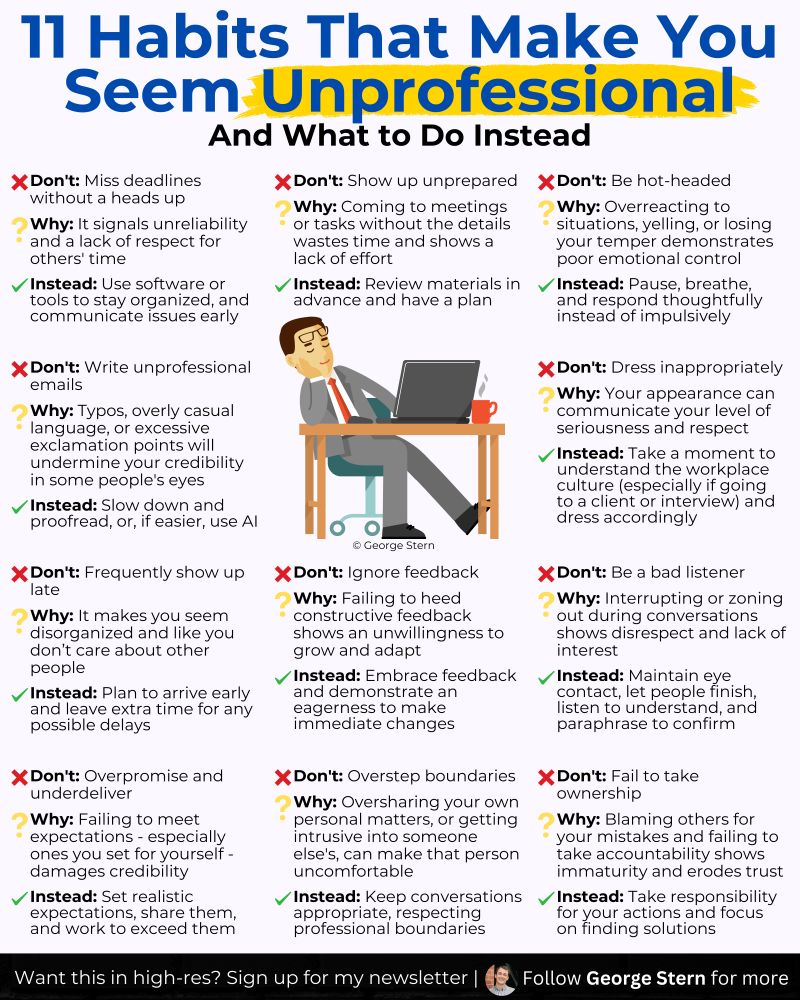 11 Habits That Make You
Seem Unprofessional
And What to Do Instead
Don't: Miss deadlines
without a heads up
Why: It signals unreliability
and a lack of respect for
others' time
Instead: Use software or
tools to stay organized, and
communicate issues early
Don't: Show up unprepared
Why: Coming to meetings
or tasks without the details
wastes time and shows a
lack of effort
Instead: Review materials in
advance and have a plan
Don't: Be hot-headed
Why: Overreacting to
situations, yelling, or losing
your temper demonstrates
poor emotional control
Instead: Pause, breathe,
and respond thoughtfully
instead of impulsively
Don't: Write unprofessional
emails
Why: Typos, overly casual
language, or excessive
exclamation points will
undermine your credibility
in some people's eyes
Instead: Slow down and
proofread, or, if easier, use AI
© George Stern
Don't: Dress inappropriately
Why: Your appearance can
communicate your level of
seriousness and respect
Instead: Take a moment to
understand the workplace
culture (especially if going
to a client or interview) and
dress accordingly
Don't: Frequently show up
late
Why: It makes you seem
disorganized and like you
don’t care about other
people
Instead: Plan to arrive early
and leave extra time for any
possible delays
Don't: Ignore feedback
Why: Failing to heed
constructive feedback
shows an unwillingness to
grow and adapt
Instead: Embrace feedback
and demonstrate an
eagerness to make
immediate changes
Don't: Be a bad listener
Why: Interrupting or zoning
out during conversations
shows disrespect and lack of
interest
Instead: Maintain eye
contact, let people finish,
listen to understand, and
paraphrase to confirm
Don't: Overpromise and
underdeliver
Why: Failing to meet
expectations - especially
ones you set for yourself -
damages credibility
Instead: Set realistic
expectations, share them,
and work to exceed them
Don't: Overstep boundaries
Why: Oversharing your own
personal matters, or getting
intrusive into someone
else's, can make that person
uncomfortable
Instead: Keep conversations
appropriate, respecting
professional boundaries
Don't: Fail to take
ownership
Why: Blaming others for
your mistakes and failing to
take accountability shows
immaturity and erodes trust
Instead: Take responsibility
for your actions and focus
on finding solutions
Want this in high-res? Sign up for my newsletter | Follow George Stern for more